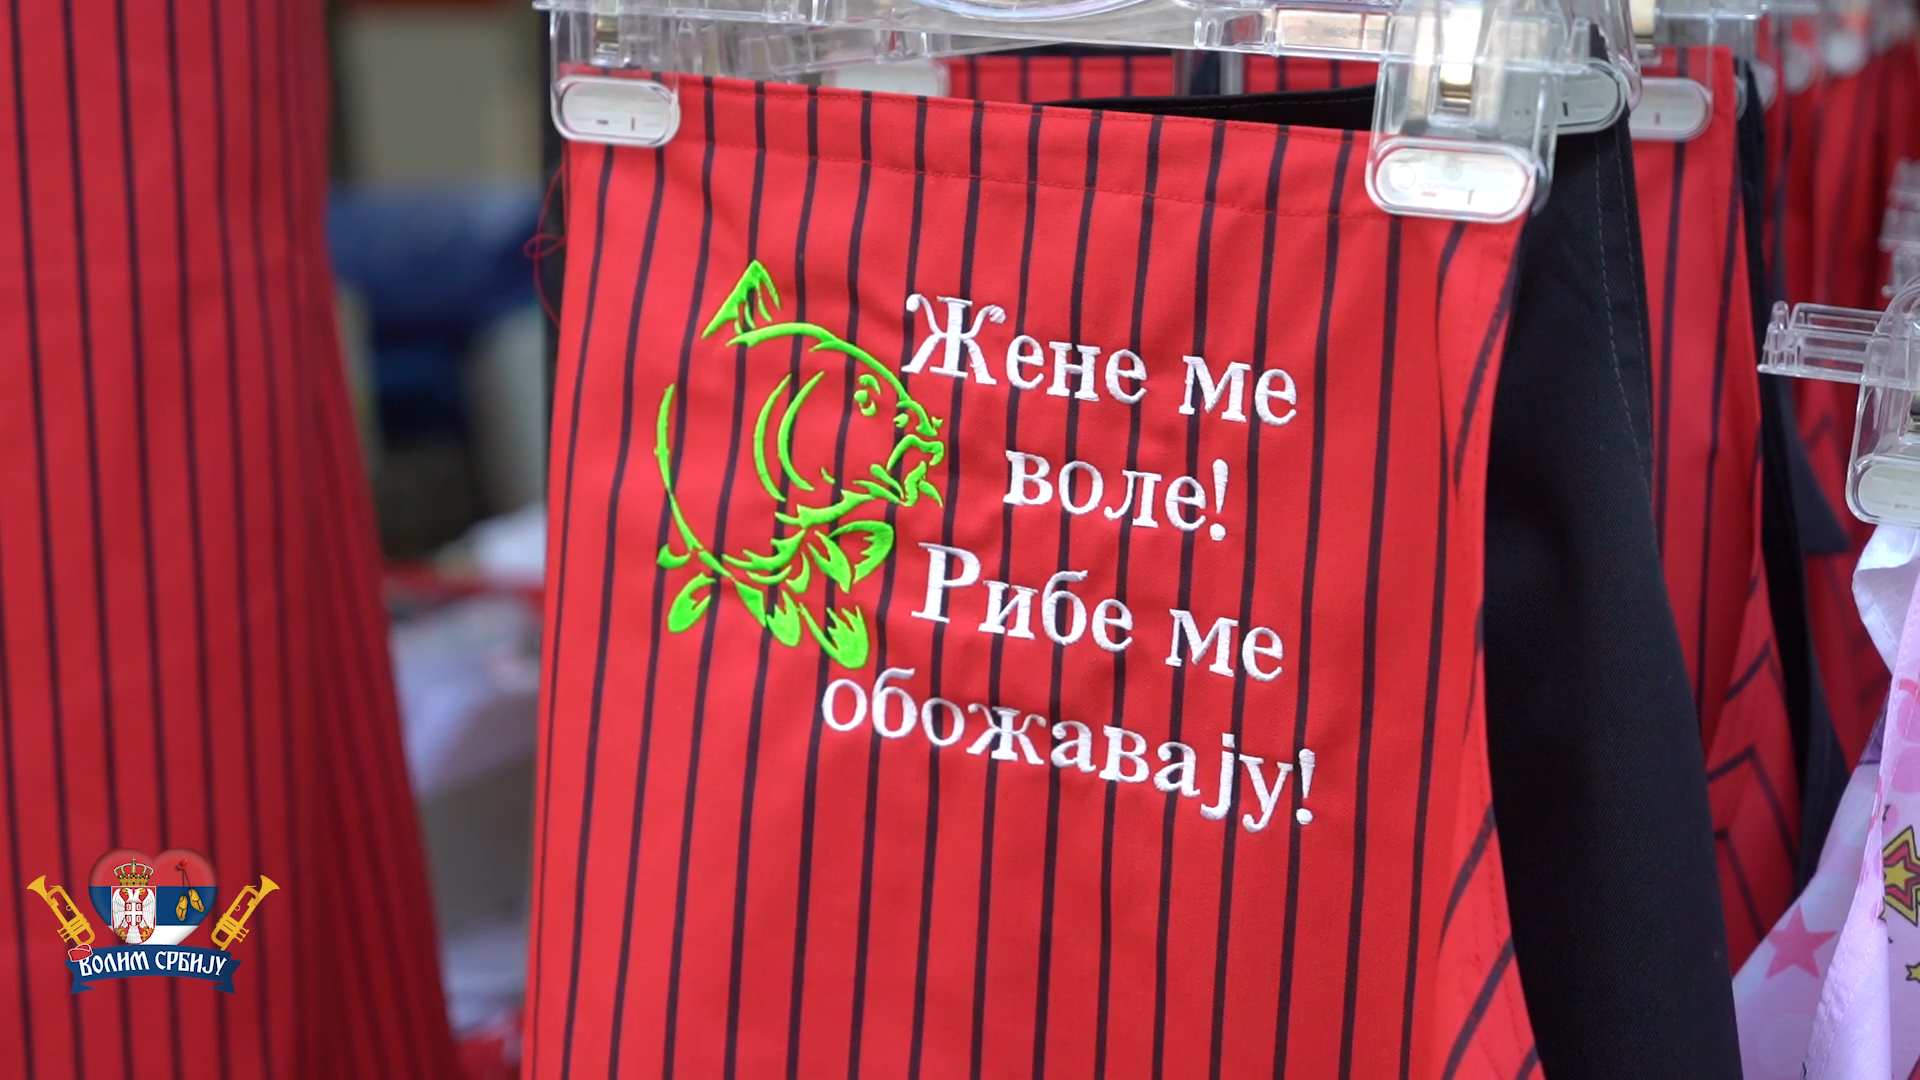 Жене ме
воле!
Рибе ме
обожавају!
ВОЛИМ СРБИЈУ